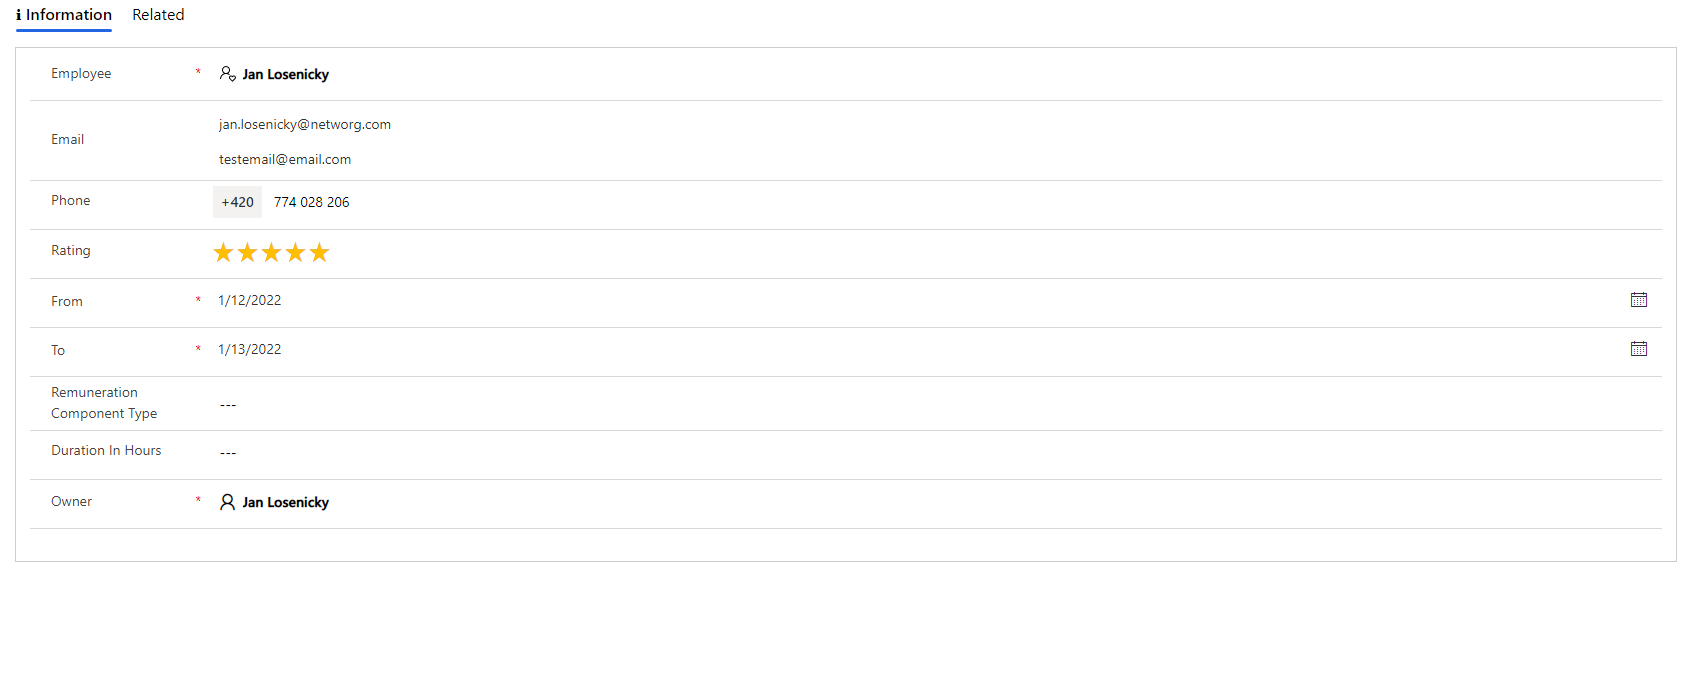 Information Related
Employee * Jan Losenicky
Email
jan.losenicky@networg.com
testemail@email.com
Phone +420 774 028 206
Rating
From * 1/12/2022
To * 1/13/2022
Remuneration
Component Type
---
Duration In Hours ---
Owner * Jan Losenicky